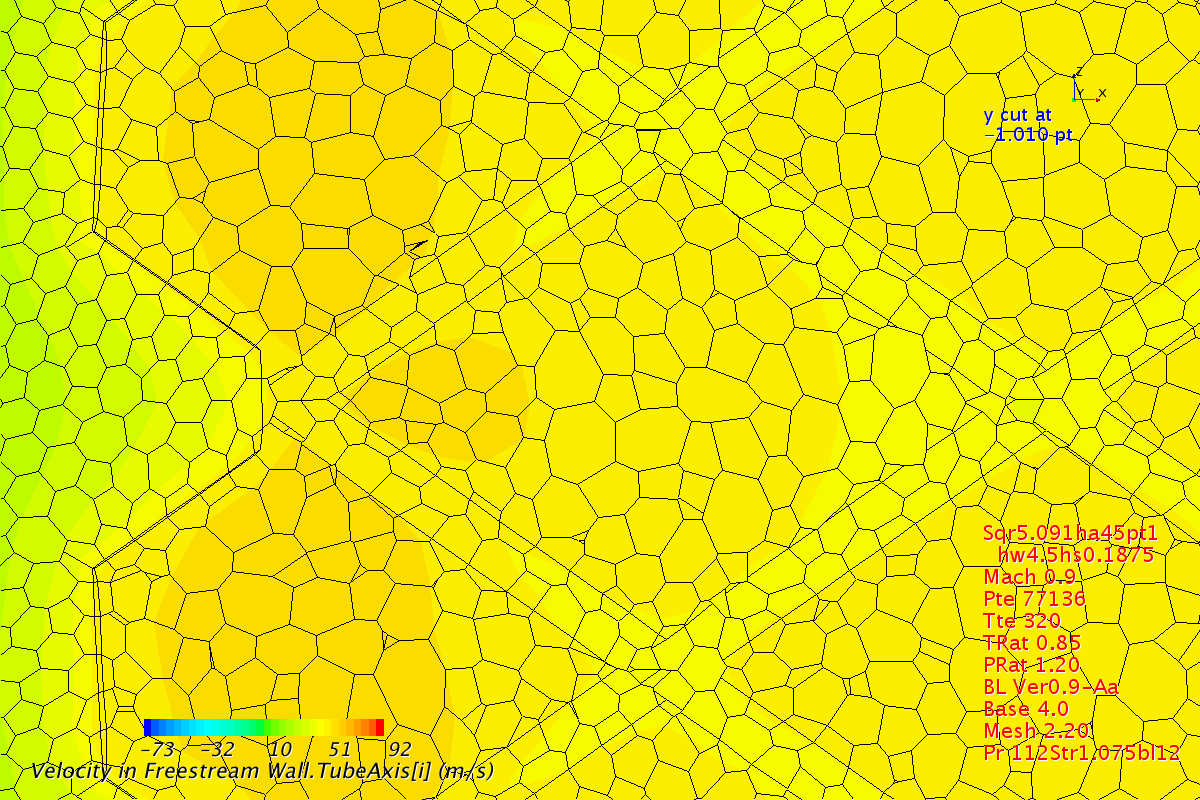 Z
Y X
y cut at
-1.010 pt
Sqr5.091ha45pt1
hw4.5hs0.1875
Mach 0.9
Pte 77136
Tte 320
TRat 0.85
PRat 1.20
BL Ver0.9-Aa
Base 4.0
Mesh 2.20
Pr 112Str1.075bl12
-73 -32 10 51 92
Velocity in Freestream Wall.TubeAxis[i] (m/s)